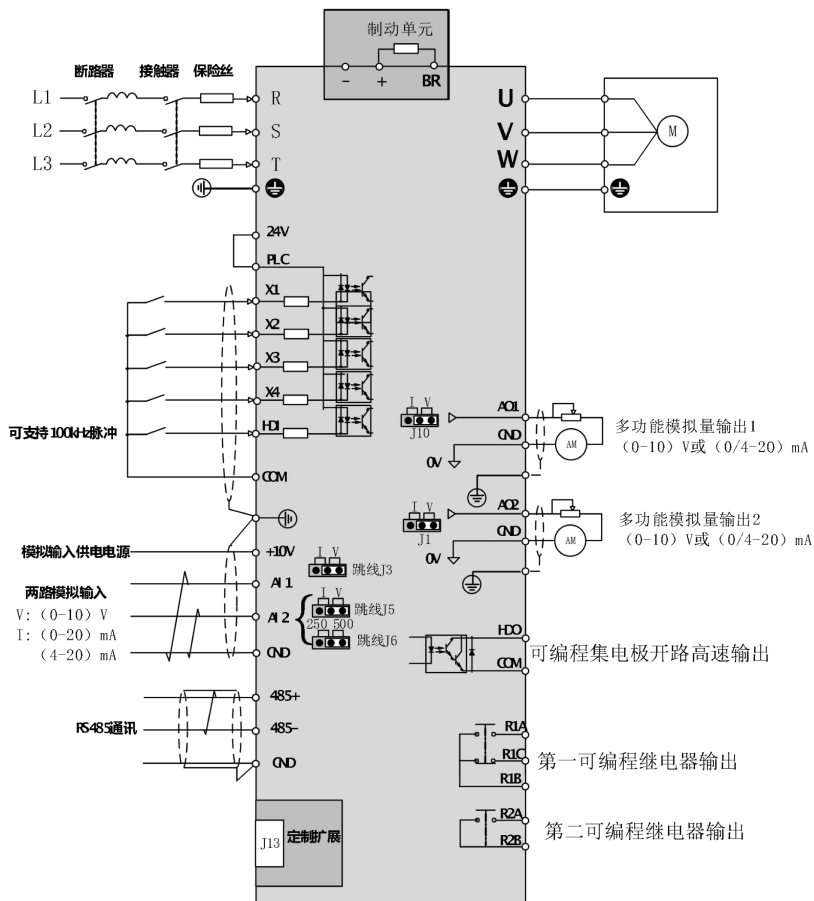 制动单元
- + BR
断路器 接触器 保险丝
L1 R U
L2 S V M
L3 T W
24V
PLC
X1
X2
X3
X4
可支持100kHz脉冲 HDI
COM
I V
J10
AO1
GND
0V
AM
多功能模拟量输出1
(0-10) V或 (0/4-20) mA
I V
J1
AO2
GND
0V
AM
多功能模拟量输出2
(0-10) V或 (0/4-20) mA
模拟输入供电电源 +10V
I V
跳线J3
AI1
两路模拟输入
V: (0-10) V
I: (0-20) mA
(4-20) mA
AI2
I V
跳线J5
250 500
跳线J6
GND
HDO
COM
可编程集电极开路高速输出
485+
RS485通讯 485-
GND
R1A
R1C
R1B
第一可编程继电器输出
R2A
R2B
第二可编程继电器输出
J13 定制扩展